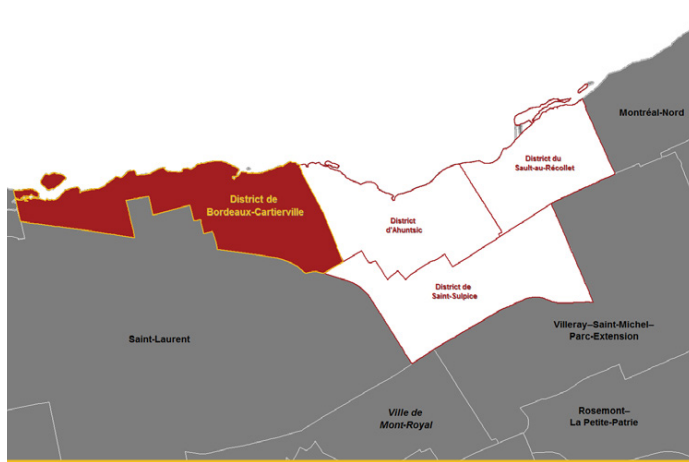 Montréal-Nord
District du
Sault-au-Récollet
District de
Bordeaux-Cartierville
District
d'Ahuntsic
District de
Saint-Sulpice
Saint-Laurent
Villeray–Saint-Michel–
Parc-Extension
Ville de
Mont-Royal
Rosemont–
La Petite-Patrie